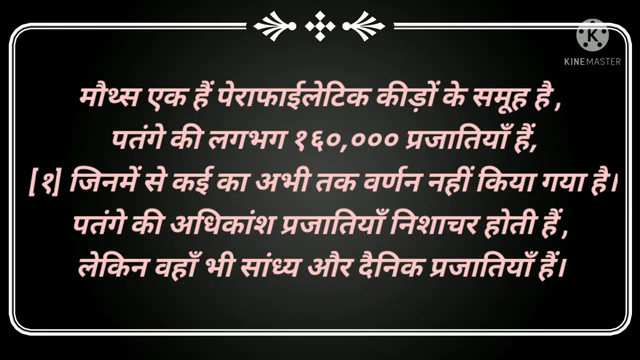 K
KINEMASTER
मौथ्स एक हैं पेराफाईलेटिक कीड़ों के समूह है,
पतंगे की लगभग १६०,००० प्रजातियाँ हैं,
[१] जिनमें से कई का अभी तक वर्णन नहीं किया गया है।
पतंगे की अधिकांश प्रजातियाँ निशाचर होती हैं,
लेकिन वहाँ भी सांध्य और दैनिक प्रजातियाँ हैं।